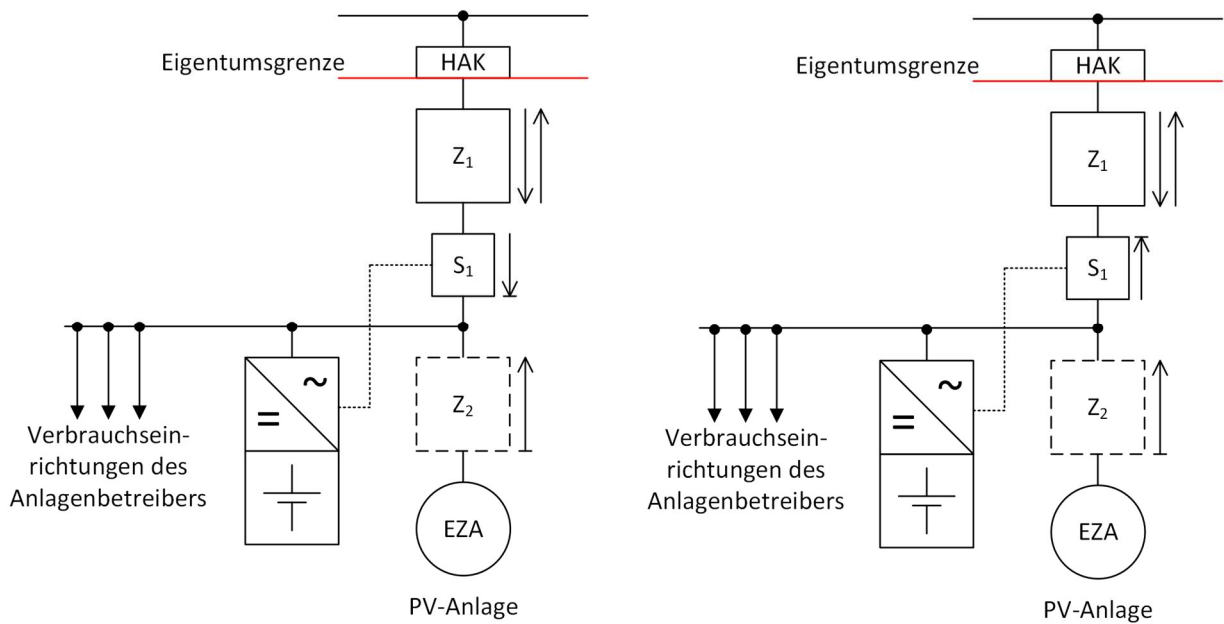 Eigentumsgrenze
HAK
Z₁
S₁
~
=
Z₂
Verbrauchsein-
richtungen des
Anlagenbetreibers
EZA
PV-Anlage
Eigentumsgrenze
HAK
Z₁
S₁
~
=
Z₂
Verbrauchsein-
richtungen des
Anlagenbetreibers
EZA
PV-Anlage